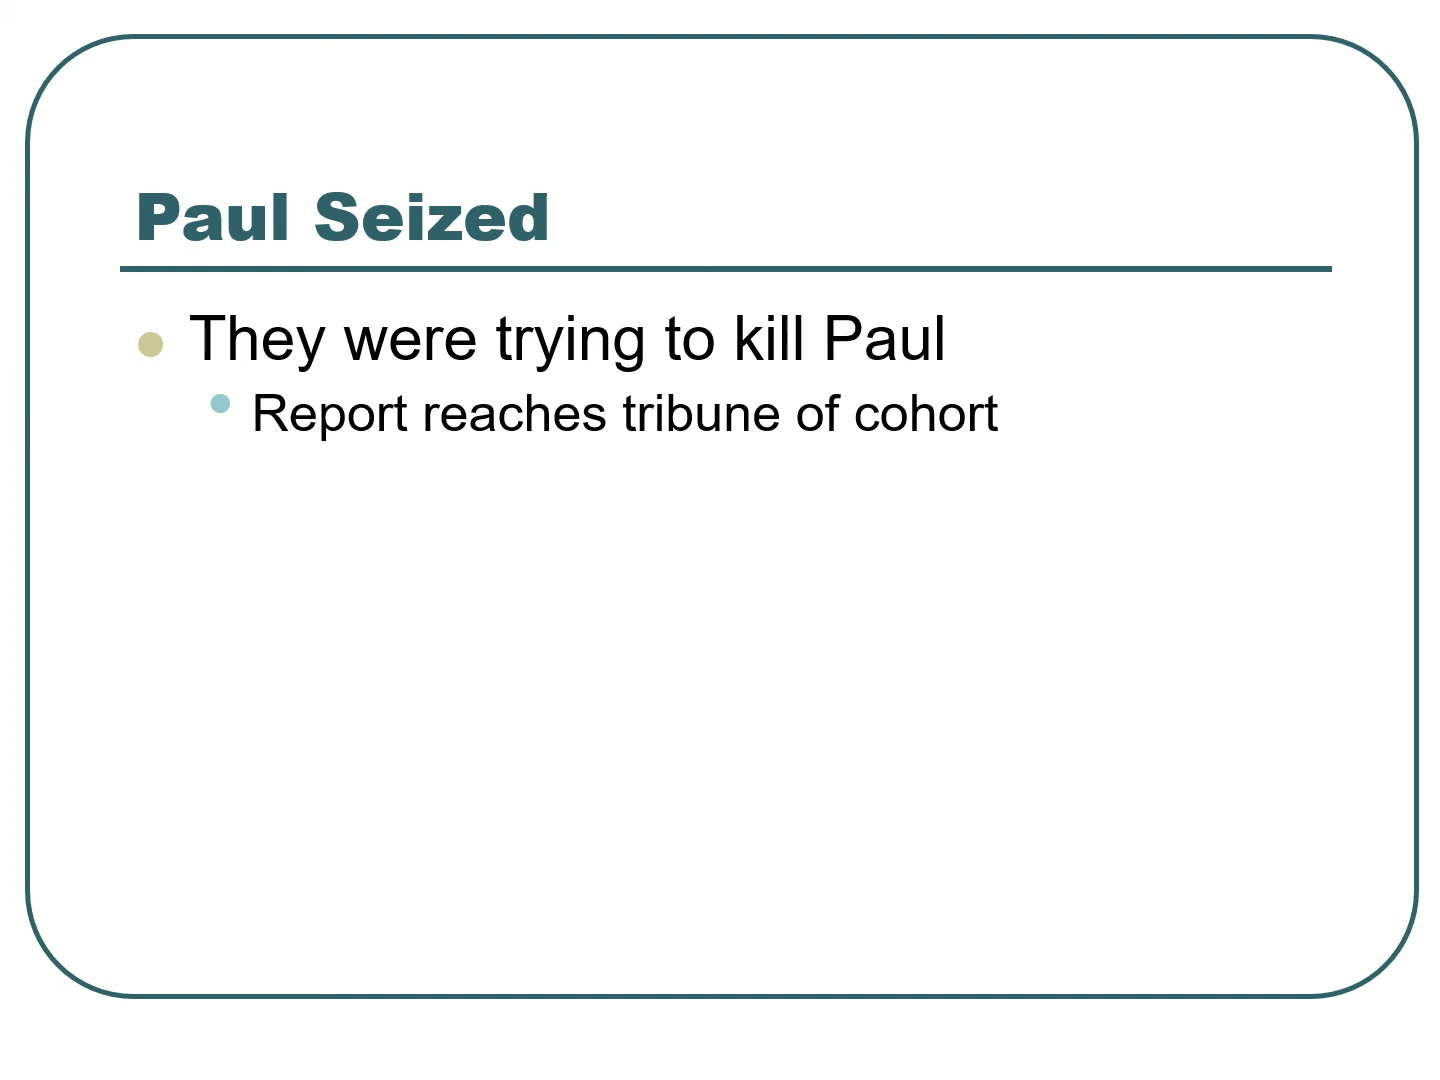 Paul Seized
They were trying to kill Paul
Report reaches tribune of cohort